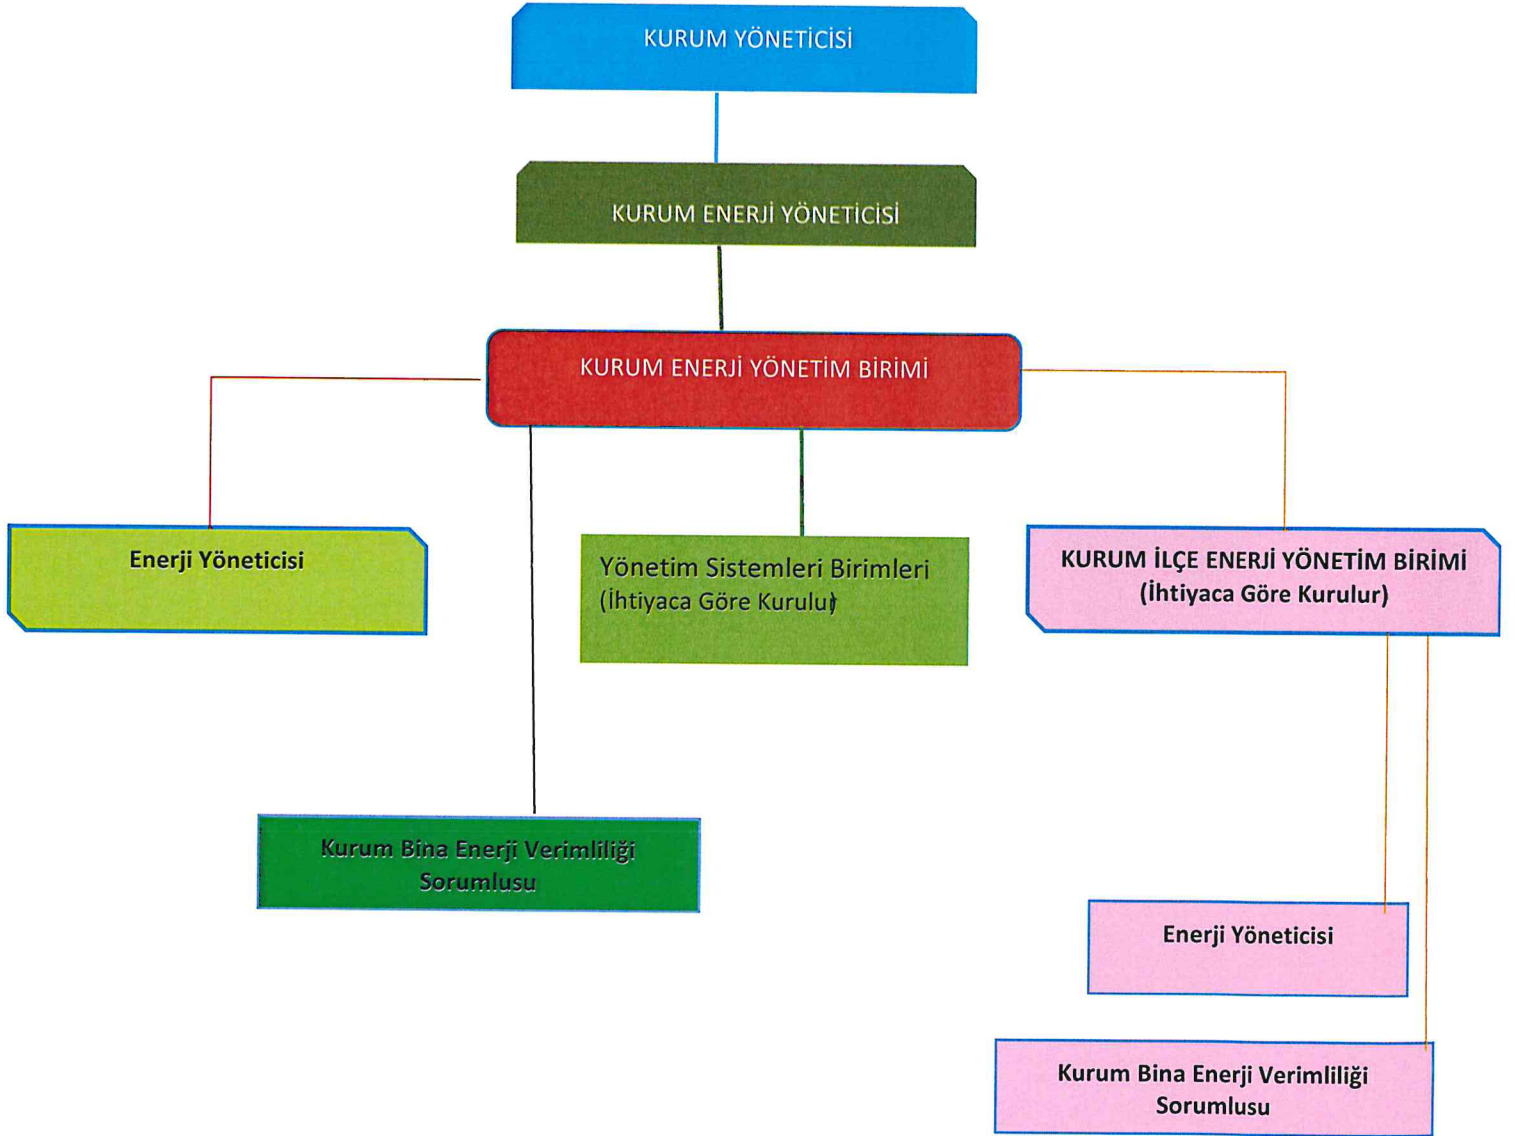 KURUM YÖNETİCİSİ
KURUM ENERJİ YÖNETİCİSİ
KURUM ENERJİ YÖNETİM BİRİMİ
Enerji Yöneticisi
Yönetim Sistemleri Birimleri
(İhtiyaca Göre Kurulur)
KURUM İLÇE ENERJİ YÖNETİM BİRİMİ
(İhtiyaca Göre Kurulur)
Kurum Bina Enerji Verimliliği
Sorumlusu
Enerji Yöneticisi
Kurum Bina Enerji Verimliliği
Sorumlusu